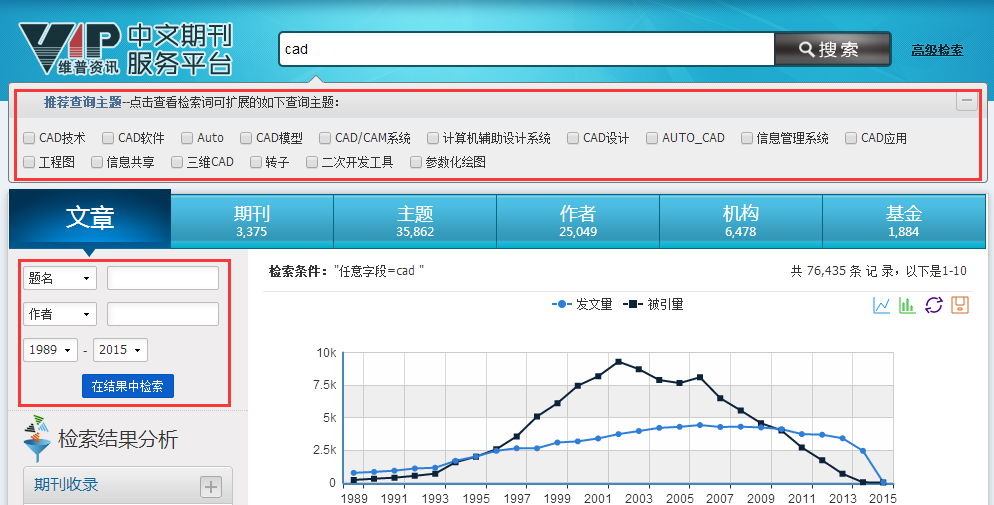 VIP 中文期刊
维普资讯 服务平台
cad
搜索
高级检索
推荐查询主题--点击查看检索词可扩展的如下查询主题：
CAD技术 CAD软件 Auto CAD模型 CAD/CAM系统 计算机辅助设计系统 CAD设计 AUTO_CAD 信息管理系统 CAD应用
工程图 信息共享 三维CAD 转子 二次开发工具 参数化绘图
文章 期刊 主题 作者 机构 基金
3,375 35,862 25,049 6,478 1,884
题名
作者
1989 - 2015
在结果中检索
检索结果分析
期刊收录
检索条件："任意字段=cad " 共 76,435 条 记 录，以下是1-10
发文量 被引量
10k
7.5k
5k
2.5k
0
1989 1991 1993 1995 1997 1999 2001 2003 2005 2007 2009 2011 2013 2015